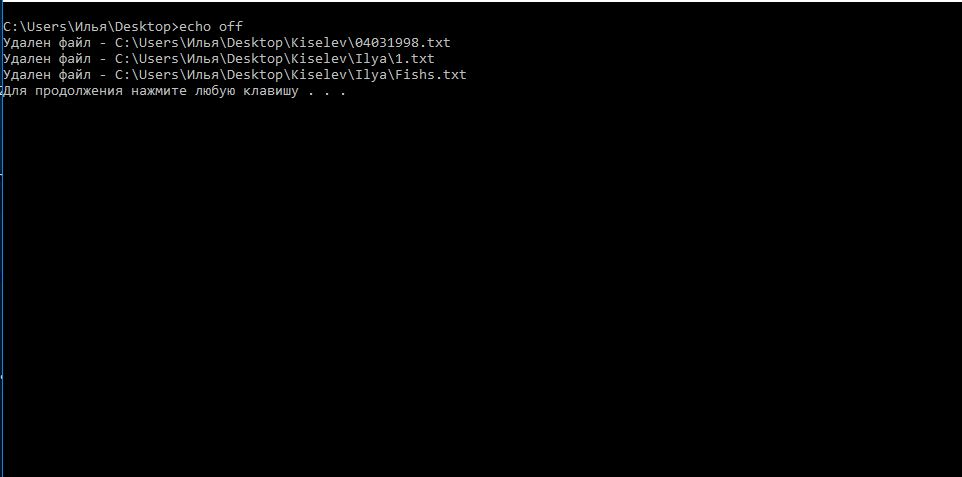 C:\Users\Илья\Desktop>echo off
Удален файл - C:\Users\Илья\Desktop\Kiselev\04031998.txt
Удален файл - C:\Users\Илья\Desktop\Kiselev\Ilya\1.txt
Удален файл - C:\Users\Илья\Desktop\Kiselev\Ilya\Fishs.txt
Для продолжения нажмите любую клавишу . . .